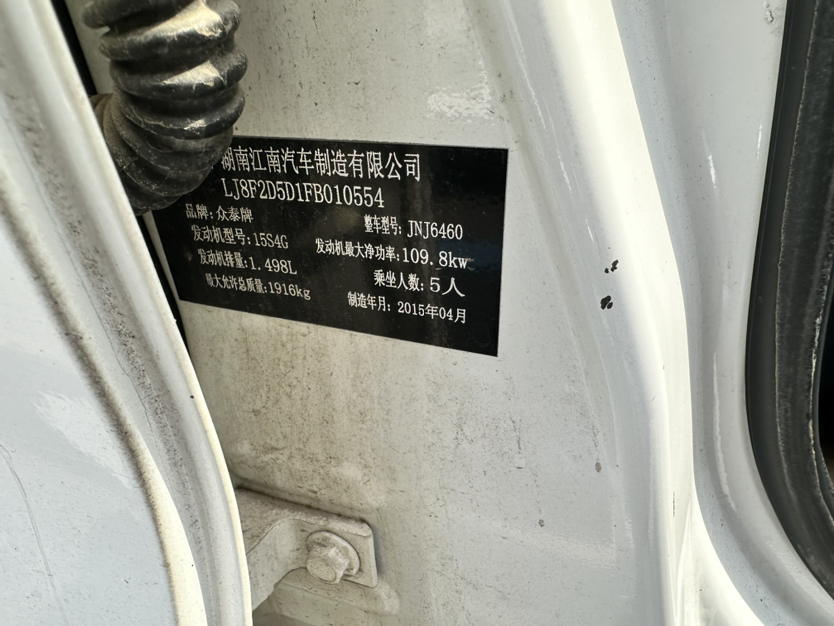 湖南江南汽车制造有限公司
LJ8F2D5D1FB010554
品牌:众泰牌 整车型号:JNJ6460
发动机型号:15S4G 发动机最大净功率:109.8kw
发动机排量:1.498L 乘坐人数:5人
最大允许总质量:1916kg 制造年月:2015年04月